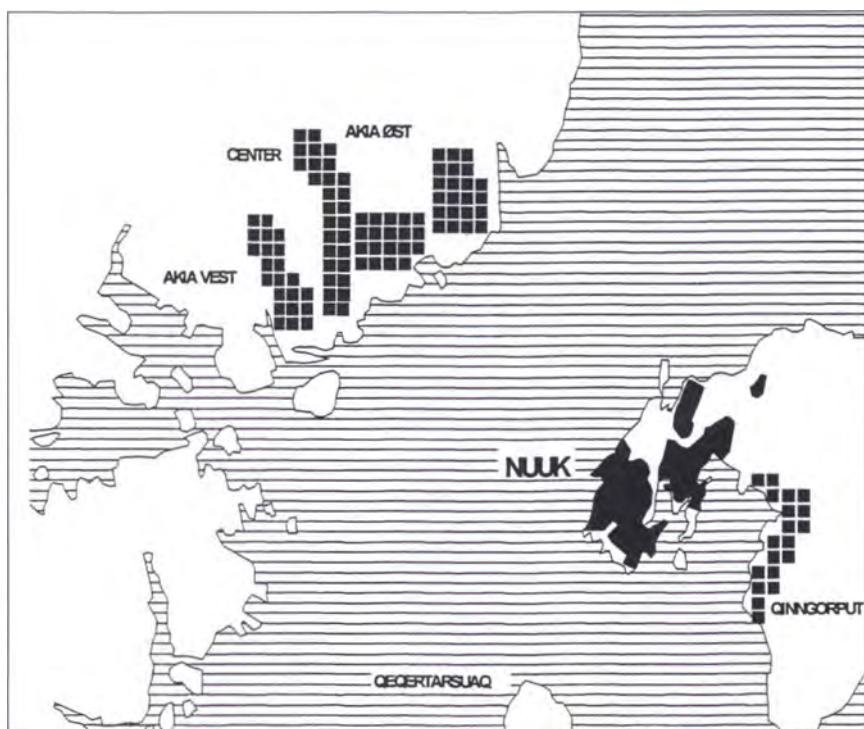 AKIA ØST
CENTER
AKIA VEST
NUUK
QINNGORPUT
QEQERTARSUAQ